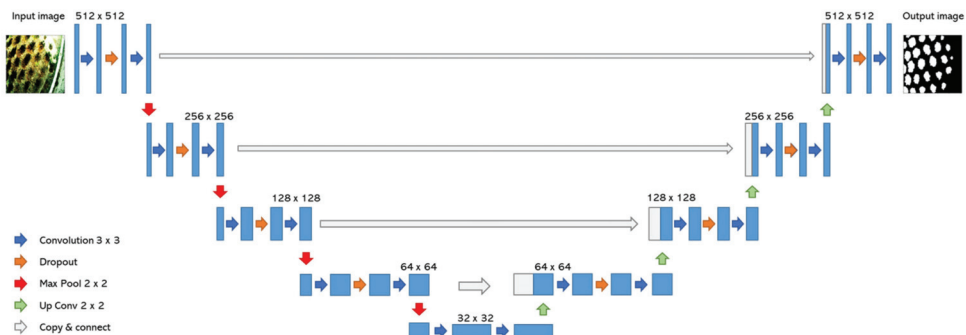 Input image
512 x 512
512 x 512
Output image
256 x 256
256 x 256
128 x 128
128 x 128
Convolution 3 x 3
Dropout
64 x 64
64 x 64
Max Pool 2 x 2
Up Conv 2 x 2
32 x 32
Copy & connect